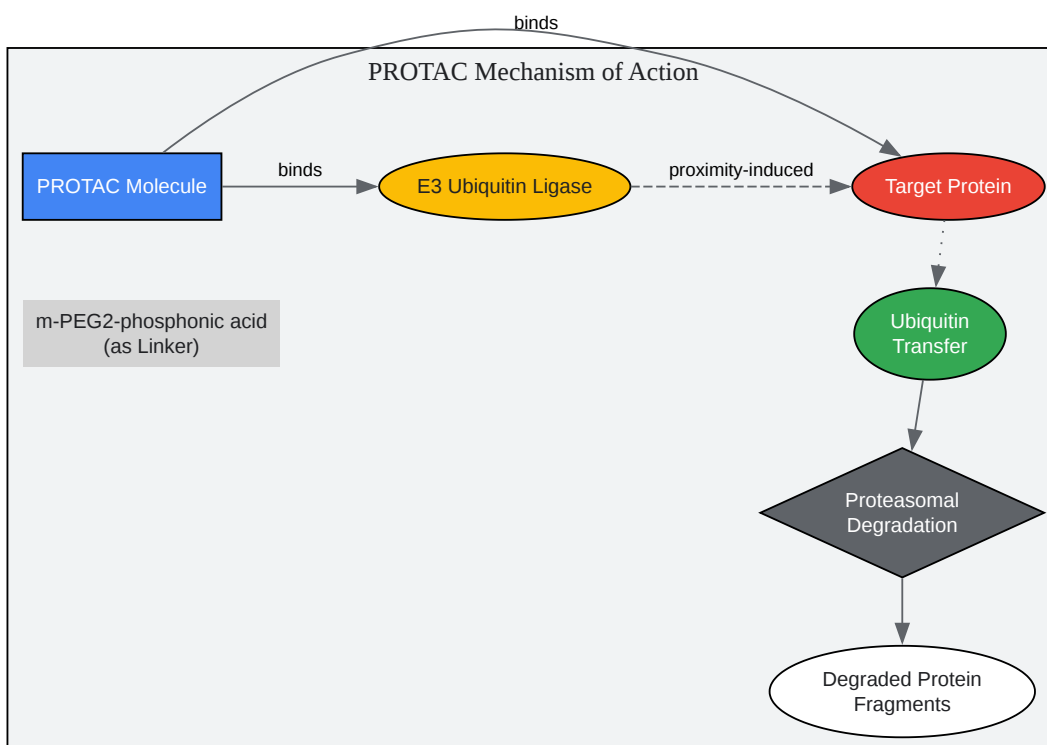 binds
PROTAC Mechanism of Action
PROTAC Molecule
binds
E3 Ubiquitin Ligase
proximity-induced
Target Protein
m-PEG2-phosphonic acid
(as Linker)
Ubiquitin
Transfer
Proteasomal
Degradation
Degraded Protein
Fragments